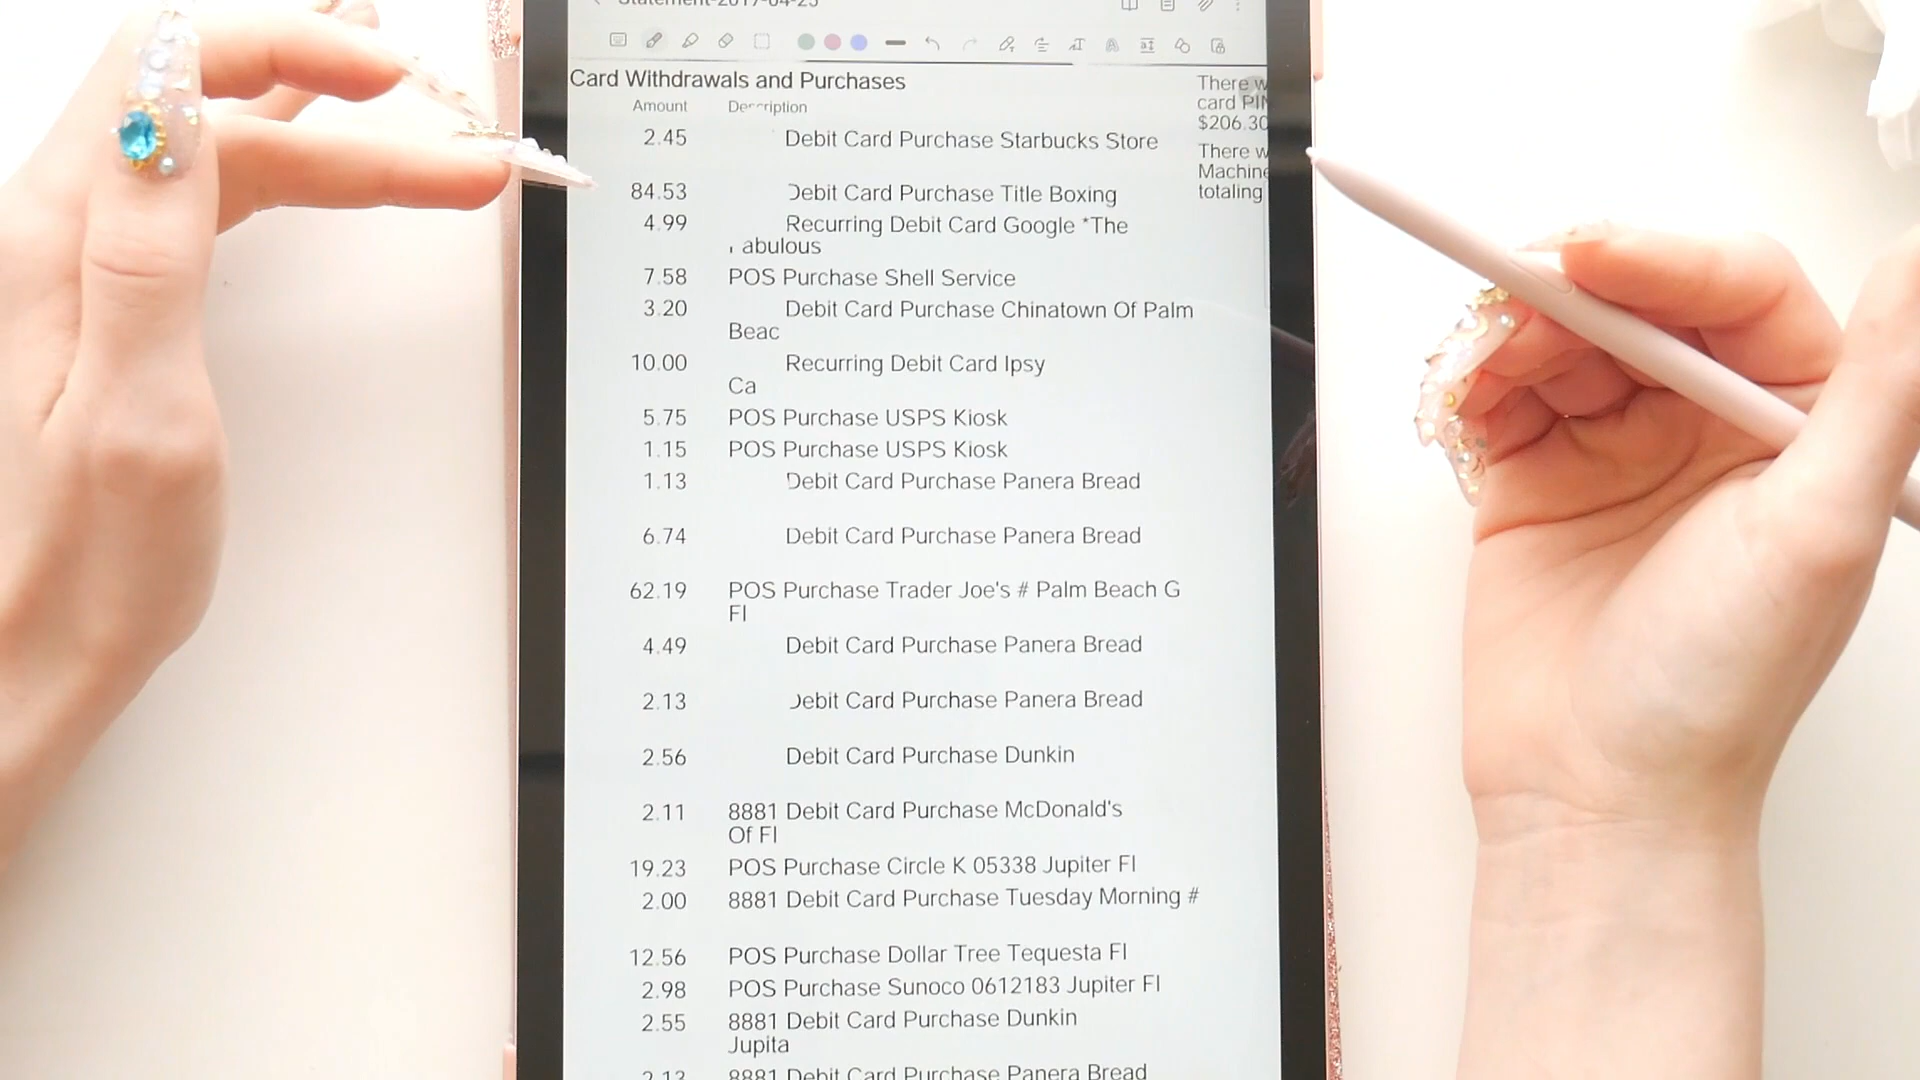 Statement-2017-04-25
Card Withdrawals and Purchases
Amount Description
2.45 Debit Card Purchase Starbucks Store
84.53 Debit Card Purchase Title Boxing
4.99 Recurring Debit Card Google *The
abulous
7.58 POS Purchase Shell Service
3.20 Debit Card Purchase Chinatown Of Palm
Beac
10.00 Recurring Debit Card Ipsy
Ca
5.75 POS Purchase USPS Kiosk
1.15 POS Purchase USPS Kiosk
1.13 Debit Card Purchase Panera Bread
6.74 Debit Card Purchase Panera Bread
62.19 POS Purchase Trader Joe's # Palm Beach G
Fl
4.49 Debit Card Purchase Panera Bread
2.13 Debit Card Purchase Panera Bread
2.56 Debit Card Purchase Dunkin
2.11 8881 Debit Card Purchase McDonald's
Of Fl
19.23 POS Purchase Circle K 05338 Jupiter Fl
2.00 8881 Debit Card Purchase Tuesday Morning #
12.56 POS Purchase Dollar Tree Tequesta Fl
2.98 POS Purchase Sunoco 0612183 Jupiter Fl
2.55 8881 Debit Card Purchase Dunkin
Jupita
2.13 8881 Debit Card Purchase Panera Bread
There w
card PIN
$206.30
There w
Machine
totaling